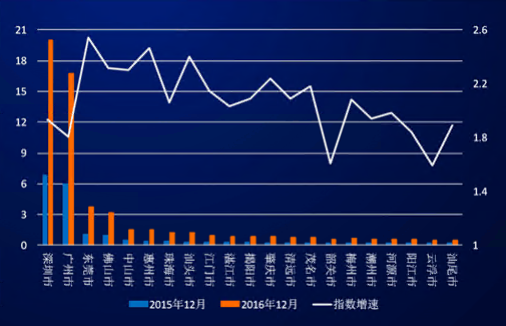 21
18
15
12
9
6
3
0
2.6
2.2
1.8
1.4
1
深圳市
广州市
东莞市
佛山市
中山市
惠州市
珠海市
汕头市
江门市
湛江市
揭阳市
肇庆市
清远市
茂名市
韶关市
梅州市
潮州市
河源市
阳江市
云浮市
汕尾市
2015年12月
2016年12月
指数增速